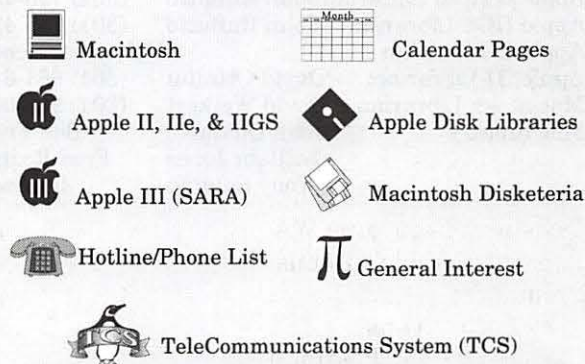 Month
Macintosh
Calendar Pages
Apple II, IIe, & IIGS
Apple Disk Libraries
Apple III (SARA)
Macintosh Disketeria
Hotline/Phone List
π General Interest
TCS
TeleCommunications System (TCS)